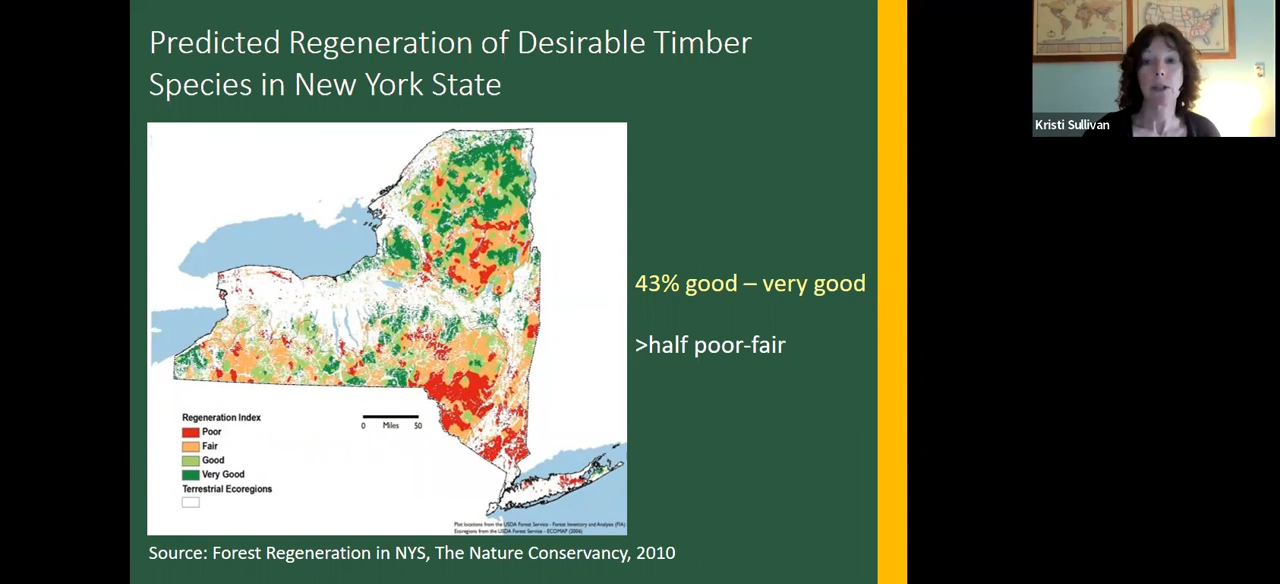 Predicted Regeneration of Desirable Timber
Species in New York State
Kristi Sullivan
43% good – very good
>half poor-fair
Regeneration Index
Poor
Fair
Good
Very Good
Terrestrial Ecoregions
0 Miles 50
Plot locations from the USDA Forest Service - Forest Inventory and Analysis (FIA)
Ecoregions from the USDA Forest Service - ECOMAP (2006)
Source: Forest Regeneration in NYS, The Nature Conservancy, 2010